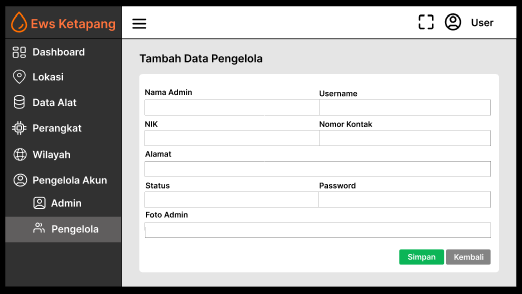 Ews Ketapang
User
Dashboard
Lokasi
Data Alat
Perangkat
Wilayah
Pengelola Akun
Admin
Pengelola
Tambah Data Pengelola
Nama Admin
Username
NIK
Nomor Kontak
Alamat
Status
Password
Foto Admin
Simpan
Kembali